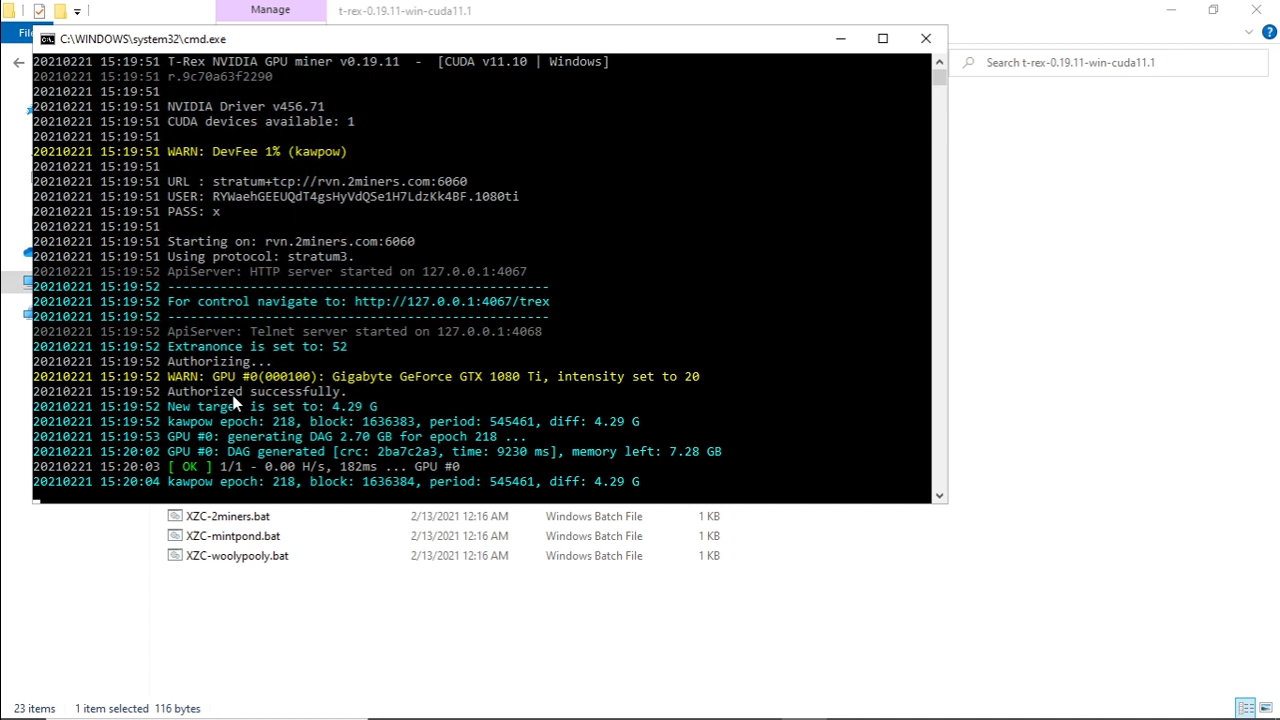 Manage
t-rex-0.19.11-win-cuda11.1
Fil
C:\WINDOWS\system32\cmd.exe
Search t-rex-0.19.11-win-cuda11.1
20210221 15:19:51 T-Rex NVIDIA GPU miner v0.19.11  -  [CUDA v11.10 | Windows]
20210221 15:19:51 r.9c70a63f2290
20210221 15:19:51
20210221 15:19:51 NVIDIA Driver v456.71
20210221 15:19:51 CUDA devices available: 1
20210221 15:19:51
20210221 15:19:51 WARN: DevFee 1% (kawpow)
20210221 15:19:51
20210221 15:19:51 URL : stratum+tcp://rvn.2miners.com:6060
20210221 15:19:51 USER: RYWaehGEEUQdT4gsHyVdQSe1H7LdzKk4BF.1080ti
20210221 15:19:51 PASS: x
20210221 15:19:51
20210221 15:19:51 Starting on: rvn.2miners.com:6060
20210221 15:19:51 Using protocol: stratum3.
20210221 15:19:52 ApiServer: HTTP server started on 127.0.0.1:4067
20210221 15:19:52 ---------------------------------------------------
20210221 15:19:52 For control navigate to: http://127.0.0.1:4067/trex
20210221 15:19:52 ---------------------------------------------------
20210221 15:19:52 ApiServer: Telnet server started on 127.0.0.1:4068
20210221 15:19:52 Extranonce is set to: 52
20210221 15:19:52 Authorizing...
20210221 15:19:52 WARN: GPU #0(000100): Gigabyte GeForce GTX 1080 Ti, intensity set to 20
20210221 15:19:52 Authorized successfully.
20210221 15:19:52 New target is set to: 4.29 G
20210221 15:19:52 kawpow epoch: 218, block: 1636383, period: 545461, diff: 4.29 G
20210221 15:19:53 GPU #0: generating DAG 2.70 GB for epoch 218 ...
20210221 15:20:02 GPU #0: DAG generated [crc: 2ba7c2a3, time: 9230 ms], memory left: 7.28 GB
20210221 15:20:03 [ OK ] 1/1 - 0.00 H/s, 182ms ... GPU #0
20210221 15:20:04 kawpow epoch: 218, block: 1636384, period: 545461, diff: 4.29 G
XZC-2miners.bat 2/13/2021 12:16 AM Windows Batch File 1 KB
XZC-mintpond.bat 2/13/2021 12:16 AM Windows Batch File 1 KB
XZC-woolypooly.bat 2/13/2021 12:16 AM Windows Batch File 1 KB
23 items 1 item selected 116 bytes